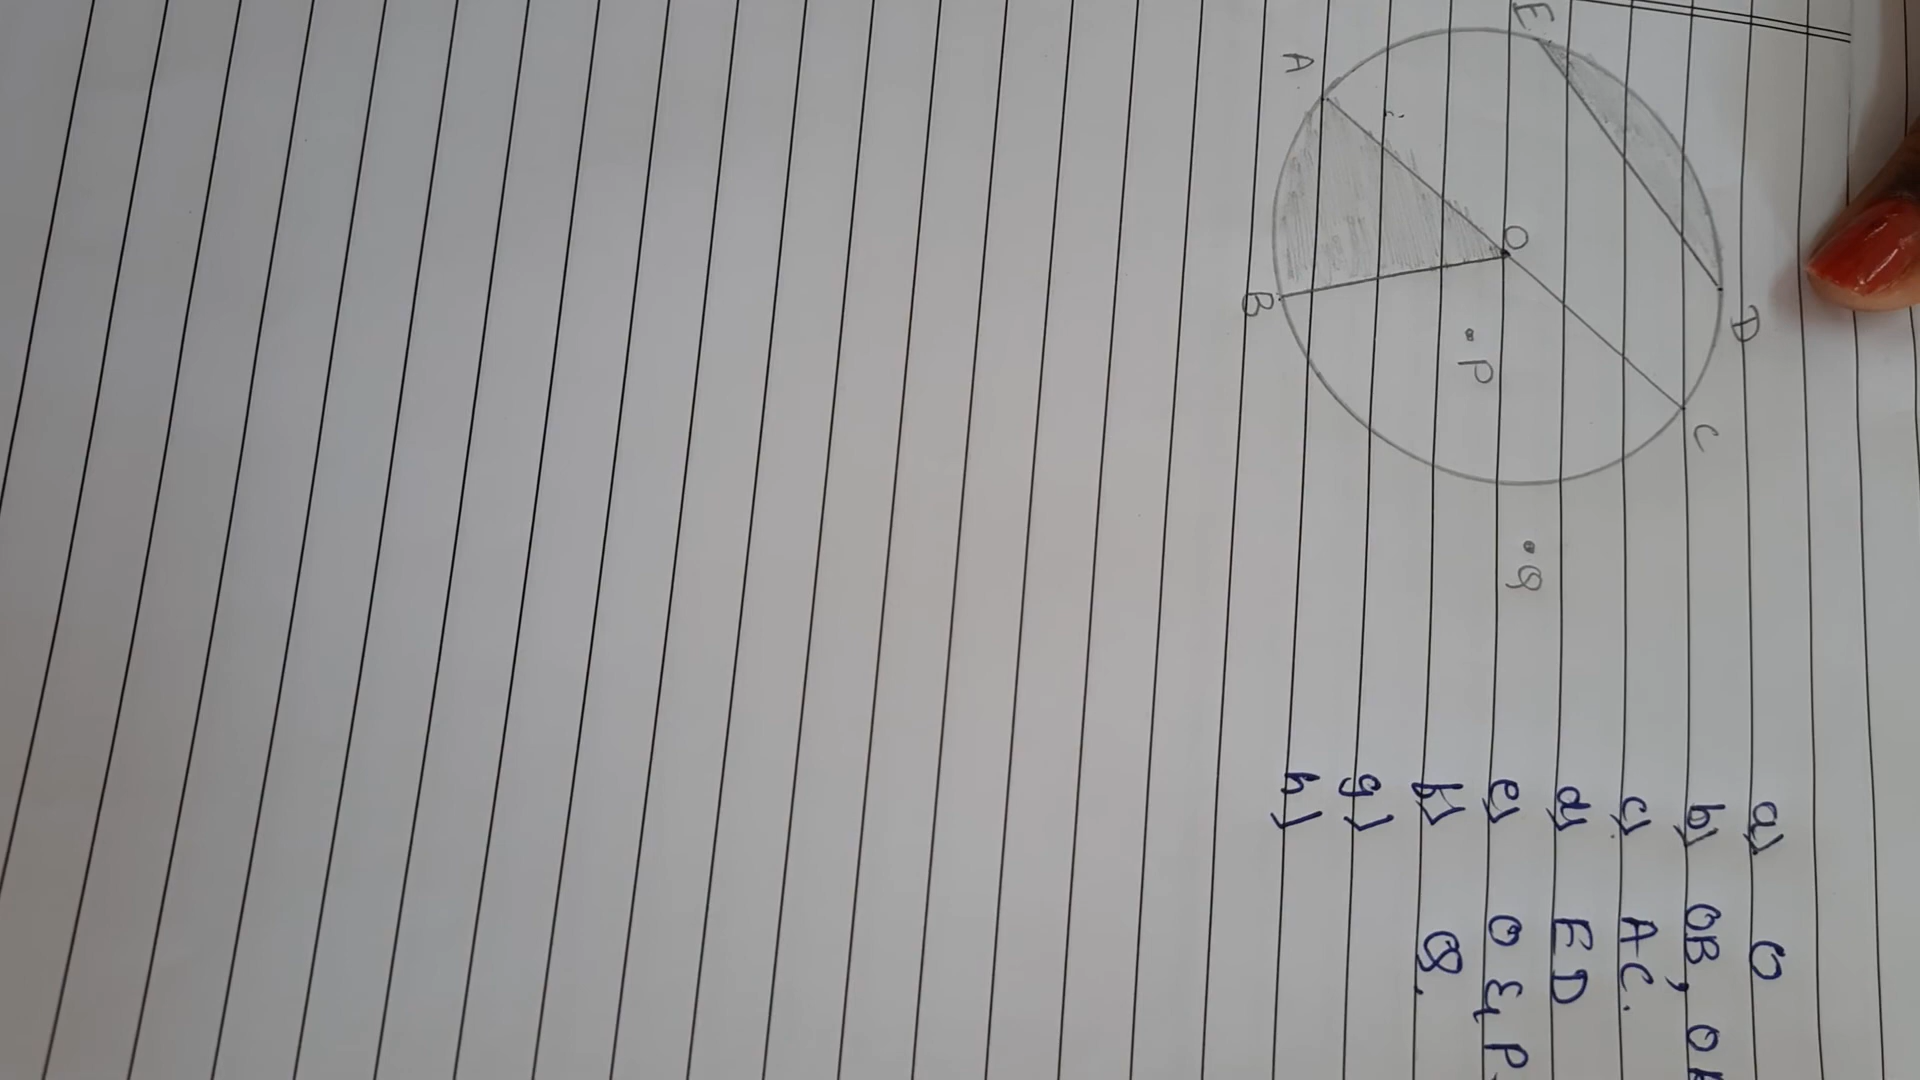 E
A
O
D
B
P
C
Q
a) O
b) OB, O
c) AC.
d) ED
e) O & P
f) Q.
g)
h)